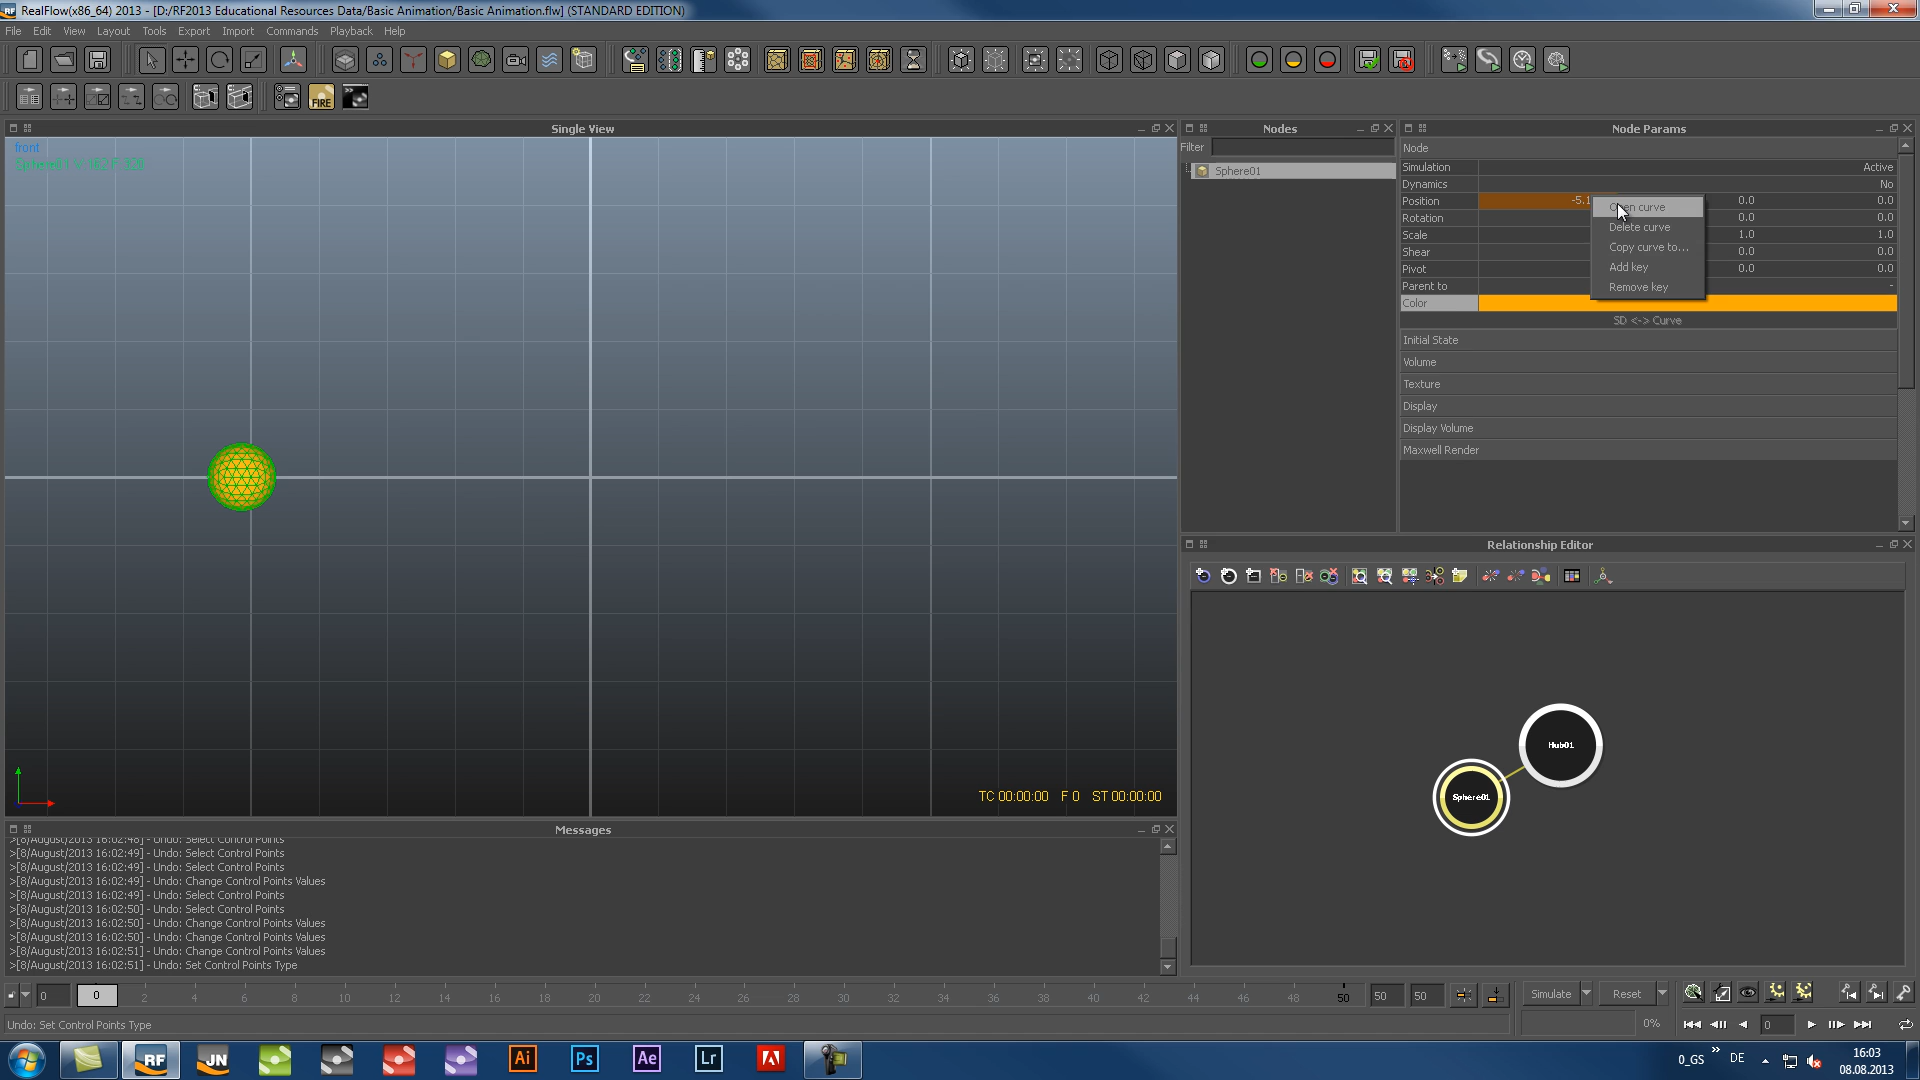 RealFlow(x86_64) 2013 - [D:/RF2013 Educational Resources Data/Basic Animation/Basic Animation.flw] (STANDARD EDITION)
File Edit View Layout Tools Export Import Commands Playback Help
FIRE
Single View
front
TC 00:00:00 F 0 ST 00:00:00
Nodes
Filter
Sphere01
Node Params
Node
Simulation Active
Dynamics No
Position -5.1 0.0 0.0
Rotation 0.0 0.0
Scale 1.0 1.0
Shear 0.0 0.0
Pivot 0.0 0.0
Parent to -
Color
SD <-> Curve
Initial State
Volume
Texture
Display
Display Volume
Maxwell Render
curve
Delete curve
Copy curve to...
Add key
Remove key
Relationship Editor
Hub01
Sphere01
Messages
>[8/August/2013 16:02:48] - Undo: Select Control Points
>[8/August/2013 16:02:49] - Undo: Select Control Points
>[8/August/2013 16:02:49] - Undo: Select Control Points
>[8/August/2013 16:02:49] - Undo: Change Control Points Values
>[8/August/2013 16:02:49] - Undo: Select Control Points
>[8/August/2013 16:02:50] - Undo: Select Control Points
>[8/August/2013 16:02:50] - Undo: Change Control Points Values
>[8/August/2013 16:02:50] - Undo: Change Control Points Values
>[8/August/2013 16:02:51] - Undo: Change Control Points Values
>[8/August/2013 16:02:51] - Undo: Set Control Points Type
0 0 2 4 6 8 10 12 14 16 18 20 22 24 26 28 30 32 34 36 38 40 42 44 46 48 50 50 50
Simulate Reset
Undo: Set Control Points Type
0% 0
RF JN Ai Ps Ae Lr
0_GS DE
16:03
08.08.2013